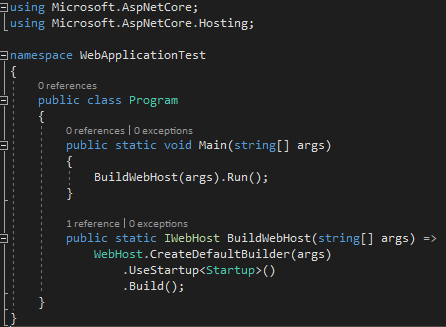 using Microsoft.AspNetCore;
using Microsoft.AspNetCore.Hosting;
namespace WebApplicationTest
{
0 references
public class Program
{
0 references | 0 exceptions
public static void Main(string[] args)
{
BuildWebHost(args).Run();
}
1 reference | 0 exceptions
public static IWebHost BuildWebHost(string[] args) =>
WebHost.CreateDefaultBuilder(args)
.UseStartup<Startup>()
.Build();
}
}